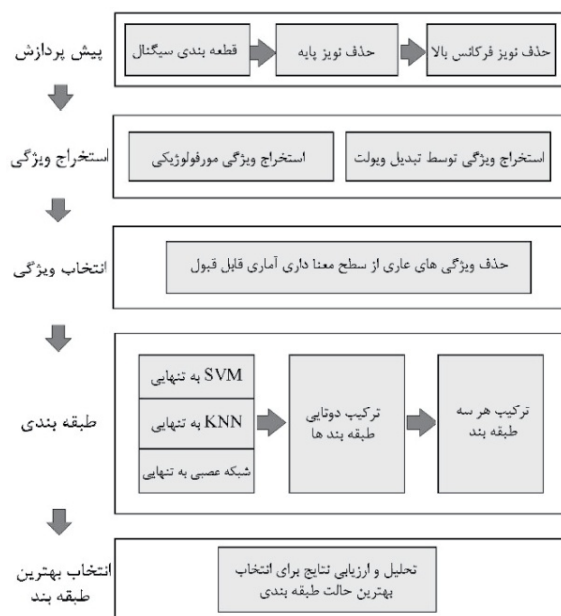 پیش پردازش
قطعه بندی سیگنال
حذف نویز پایه
حذف نویز فرکانس بالا
استخراج ویژگی
استخراج ویژگی مورفولوژیکی
استخراج ویژگی توسط تبدیل ویولت
انتخاب ویژگی
حذف ویژگی های عاری از سطح معنا داری آماری قابل قبول
طبقه بندی
SVM به تنهایی
KNN به تنهایی
شبکه عصبی به تنهایی
ترکیب دوتایی
طبقه بند ها
ترکیب هر سه
طبقه بند
انتخاب بهترین
طبقه بند
تحلیل و ارزیابی نتایج برای انتخاب
بهترین حالت طبقه بندی